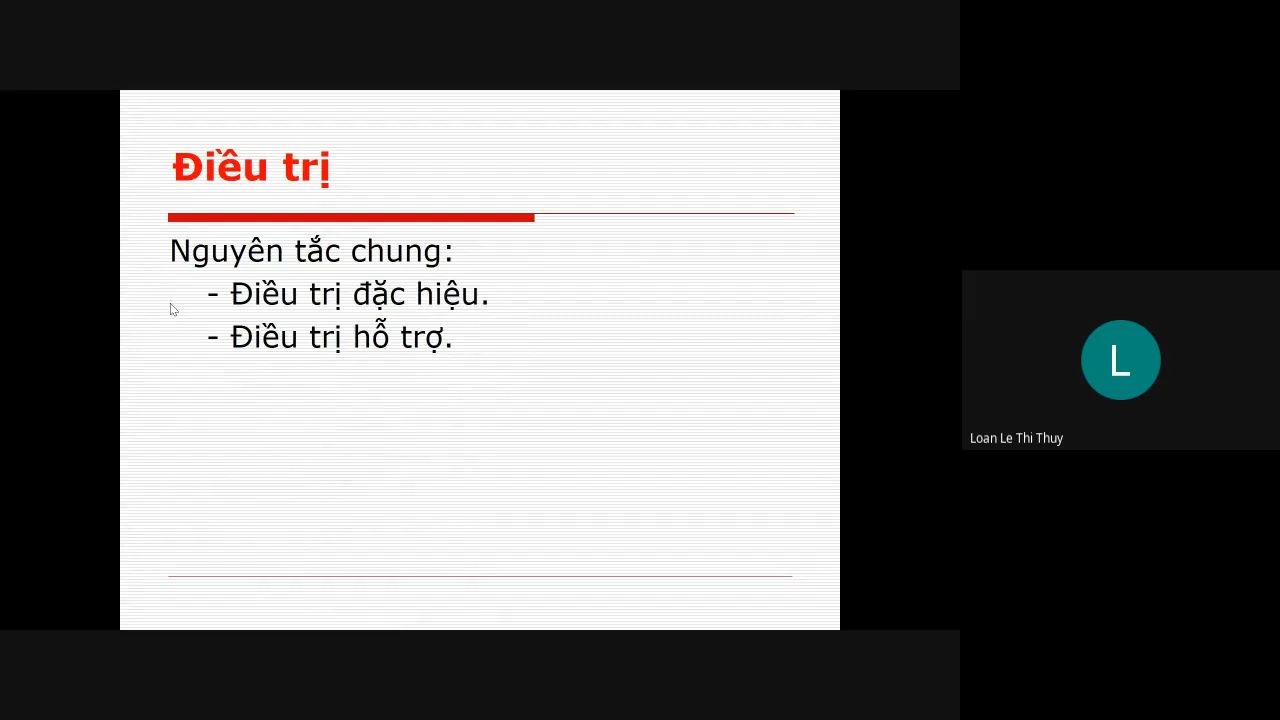 Điều trị
Nguyên tắc chung:
- Điều trị đặc hiệu.
- Điều trị hỗ trợ.
L
Loan Le Thi Thuy